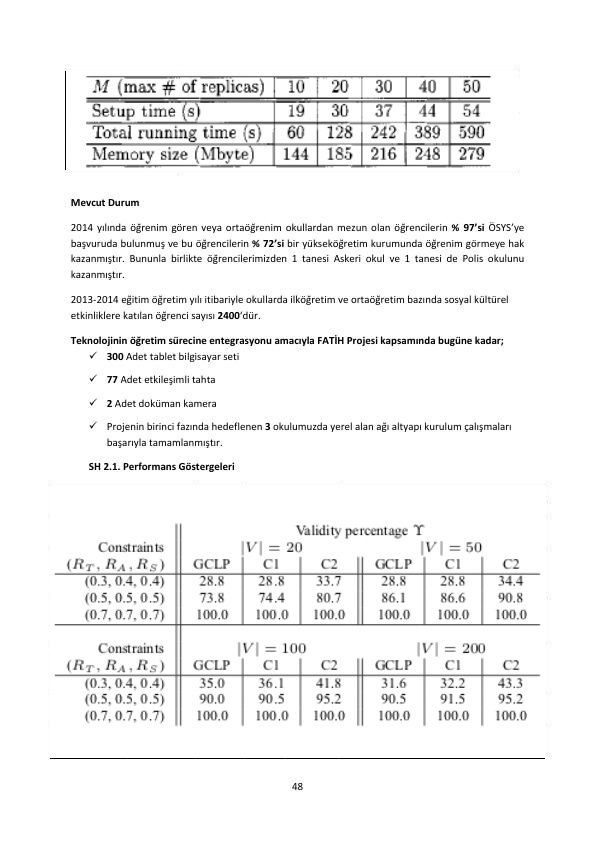 M (max # of replicas) 10 20 30 40 50
Setup time (s) 19 30 37 44 54
Total running time (s) 60 128 242 389 590
Memory size (Mbyte) 144 185 216 248 279
Mevcut Durum
2014 yılında öğrenim gören veya ortaöğrenim okullardan mezun olan öğrencilerin % 97’si ÖSYS’ye
başvuruda bulunmuş ve bu öğrencilerin % 72’si bir yükseköğretim kurumunda öğrenim görmeye hak
kazanmıştır. Bununla birlikte öğrencilerimizden 1 tanesi Askeri okul ve 1 tanesi de Polis okulunu
kazanmıştır.
2013-2014 eğitim öğretim yılı itibariyle okullarda ilköğretim ve ortaöğretim bazında sosyal kültürel
etkinliklere katılan öğrenci sayısı 2400’dür.
Teknolojinin öğretim sürecine entegrasyonu amacıyla FATİH Projesi kapsamında bugüne kadar;
✓ 300 Adet tablet bilgisayar seti
✓ 77 Adet etkileşimli tahta
✓ 2 Adet doküman kamera
✓ Projenin birinci fazında hedeflenen 3 okulumuzda yerel alan ağı altyapı kurulum çalışmaları
başarıyla tamamlanmıştır.
SH 2.1. Performans Göstergeleri
Validity percentage ϒ
Constraints |V| = 20 |V| = 50
(R_T, R_A, R_S) GCLP C1 C2 GCLP C1 C2
(0.3, 0.4, 0.4) 28.8 28.8 33.7 28.8 28.8 34.4
(0.5, 0.5, 0.5) 73.8 74.4 80.7 86.1 86.6 90.8
(0.7, 0.7, 0.7) 100.0 100.0 100.0 100.0 100.0 100.0
Constraints |V| = 100 |V| = 200
(R_T, R_A, R_S) GCLP C1 C2 GCLP C1 C2
(0.3, 0.4, 0.4) 35.0 36.1 41.8 31.6 32.2 43.3
(0.5, 0.5, 0.5) 90.0 90.5 95.2 90.5 91.5 95.2
(0.7, 0.7, 0.7) 100.0 100.0 100.0 100.0 100.0 100.0
48